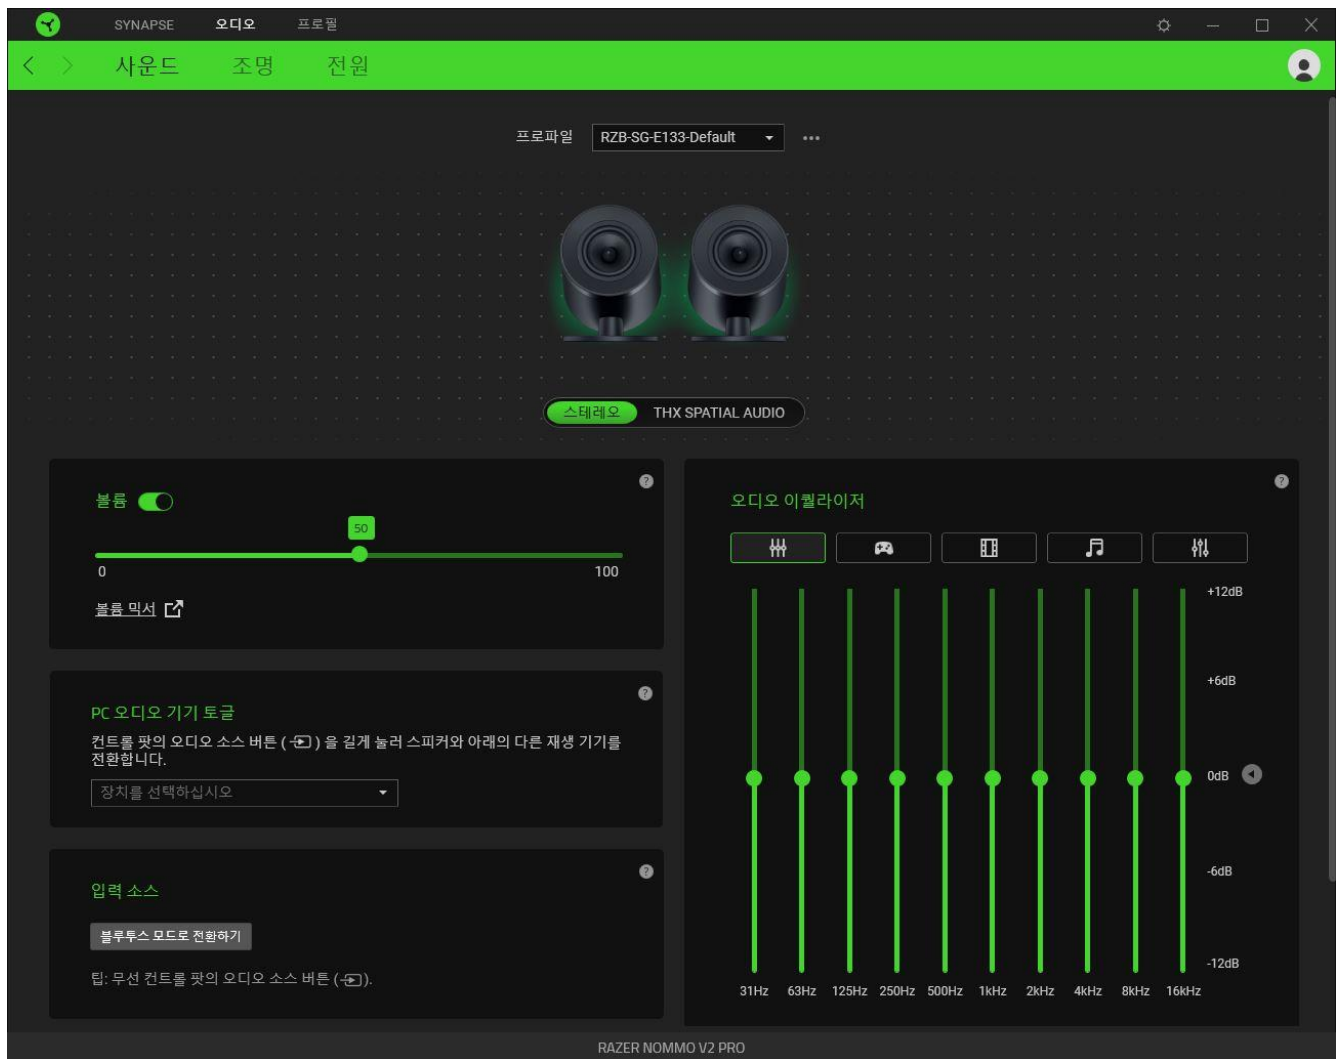 SYNAPSE 오디오 프로필
사운드 조명 전원
프로파일 RZB-SG-E133-Default
스테레오 THX SPATIAL AUDIO
볼륨
50
0 100
볼륨 믹서
PC 오디오 기기 토글
컨트롤 팟의 오디오 소스 버튼 ( ) 을 길게 눌러 스피커와 아래의 다른 재생 기기를
전환합니다.
장치를 선택하십시오
입력 소스
블루투스 모드로 전환하기
팁: 무선 컨트롤 팟의 오디오 소스 버튼 ( ).
오디오 이퀄라이저
+12dB
+6dB
0dB
-6dB
-12dB
31Hz 63Hz 125Hz 250Hz 500Hz 1kHz 2kHz 4kHz 8kHz 16kHz
RAZER NOMMO V2 PRO